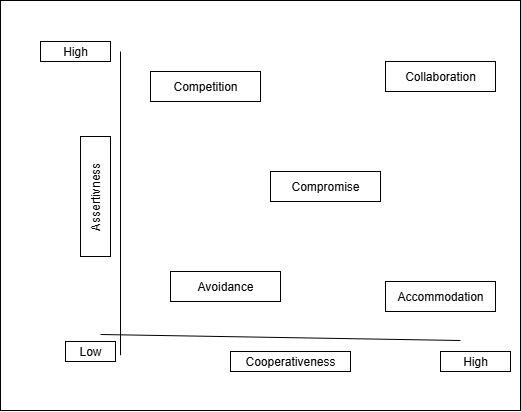 High
Competition
Collaboration
Assertivness
Compromise
Avoidance
Accommodation
Low
Cooperativeness
High